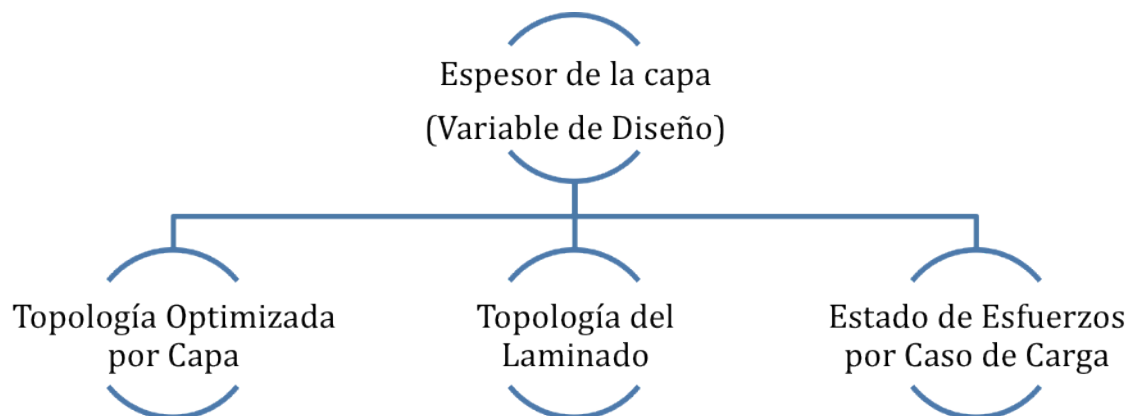 Espesor de la capa
(Variable de Diseño)
Topología Optimizada
por Capa
Topología del
Laminado
Estado de Esfuerzos
por Caso de Carga